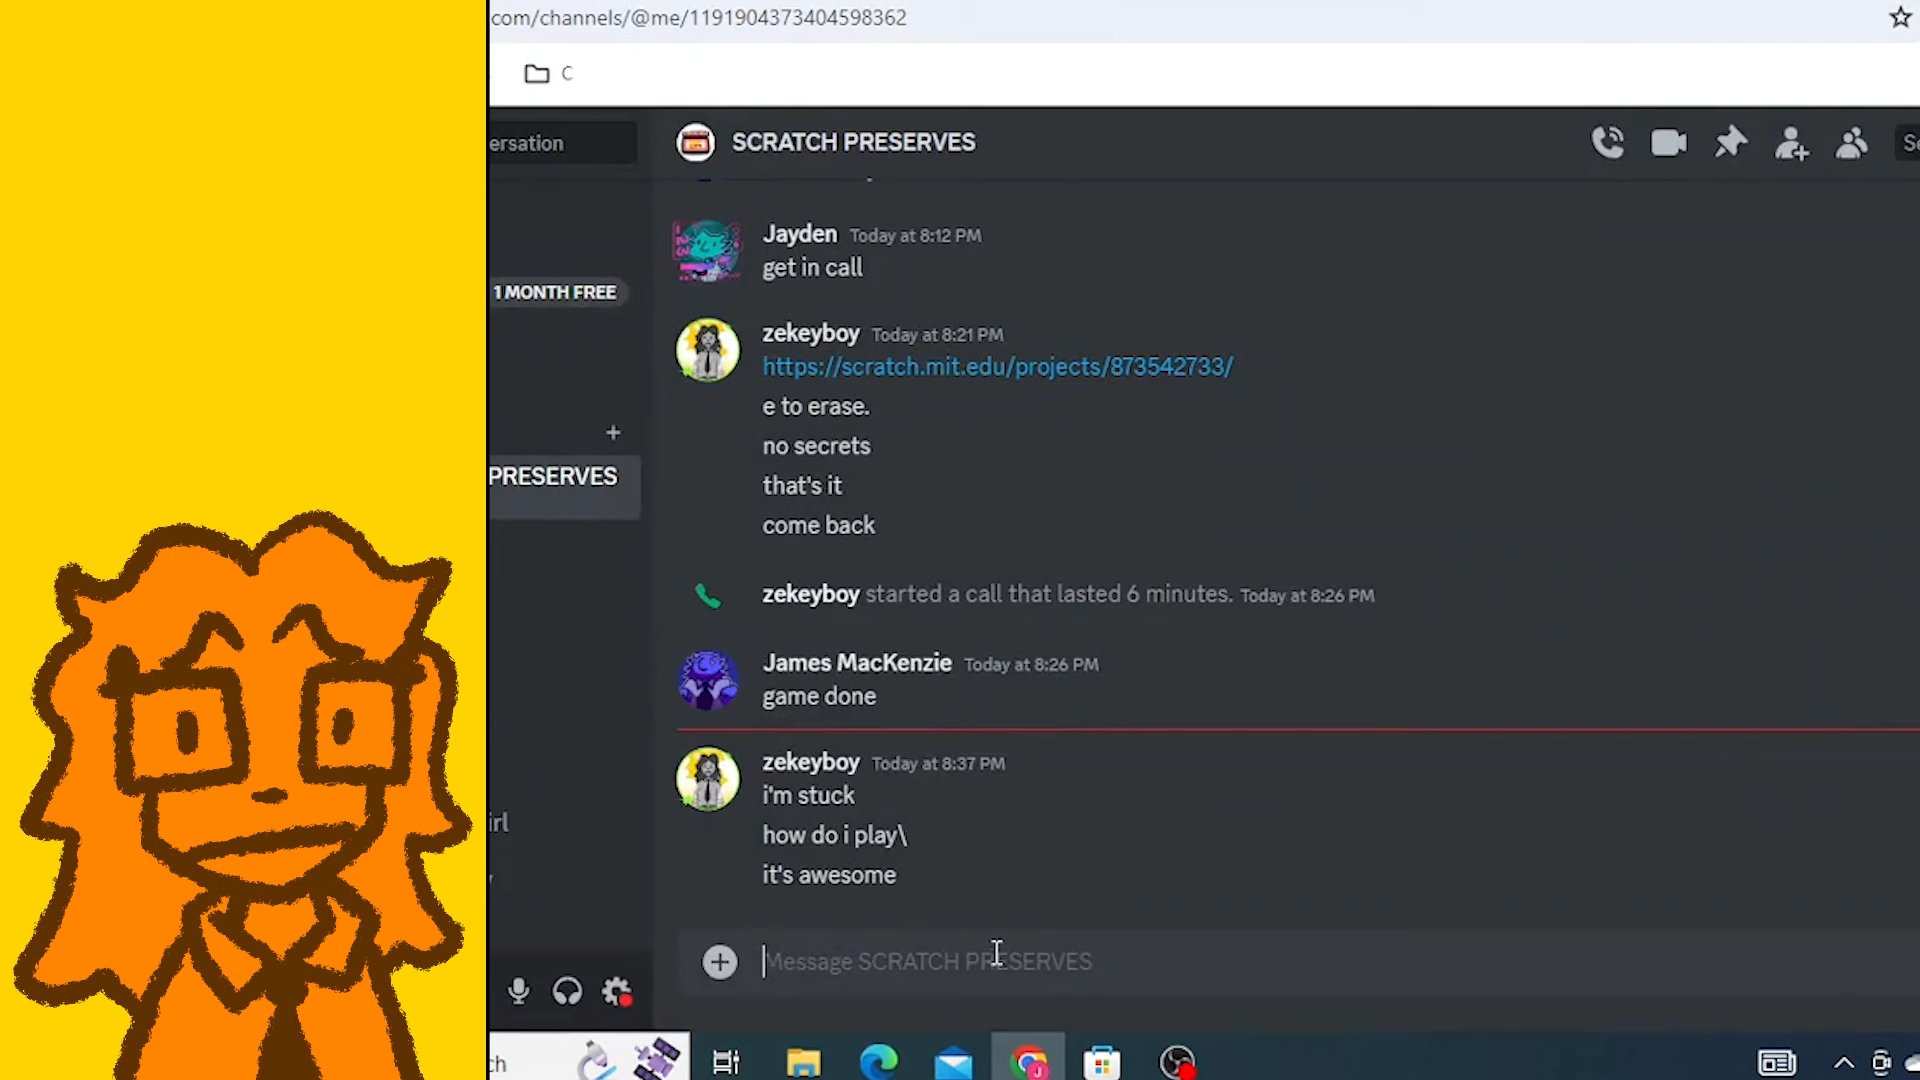 com/channels/@me/1191904373404598362
C
ersation
SCRATCH PRESERVES
Se
Jayden Today at 8:12 PM
get in call
1 MONTH FREE
zekeyboy Today at 8:21 PM
https://scratch.mit.edu/projects/873542733/
e to erase.
no secrets
PRESERVES
that's it
come back
zekeyboy started a call that lasted 6 minutes. Today at 8:26 PM
James MacKenzie Today at 8:26 PM
game done
zekeyboy Today at 8:37 PM
i'm stuck
irl
how do i play\
it's awesome
Message SCRATCH PRESERVES
ch
J